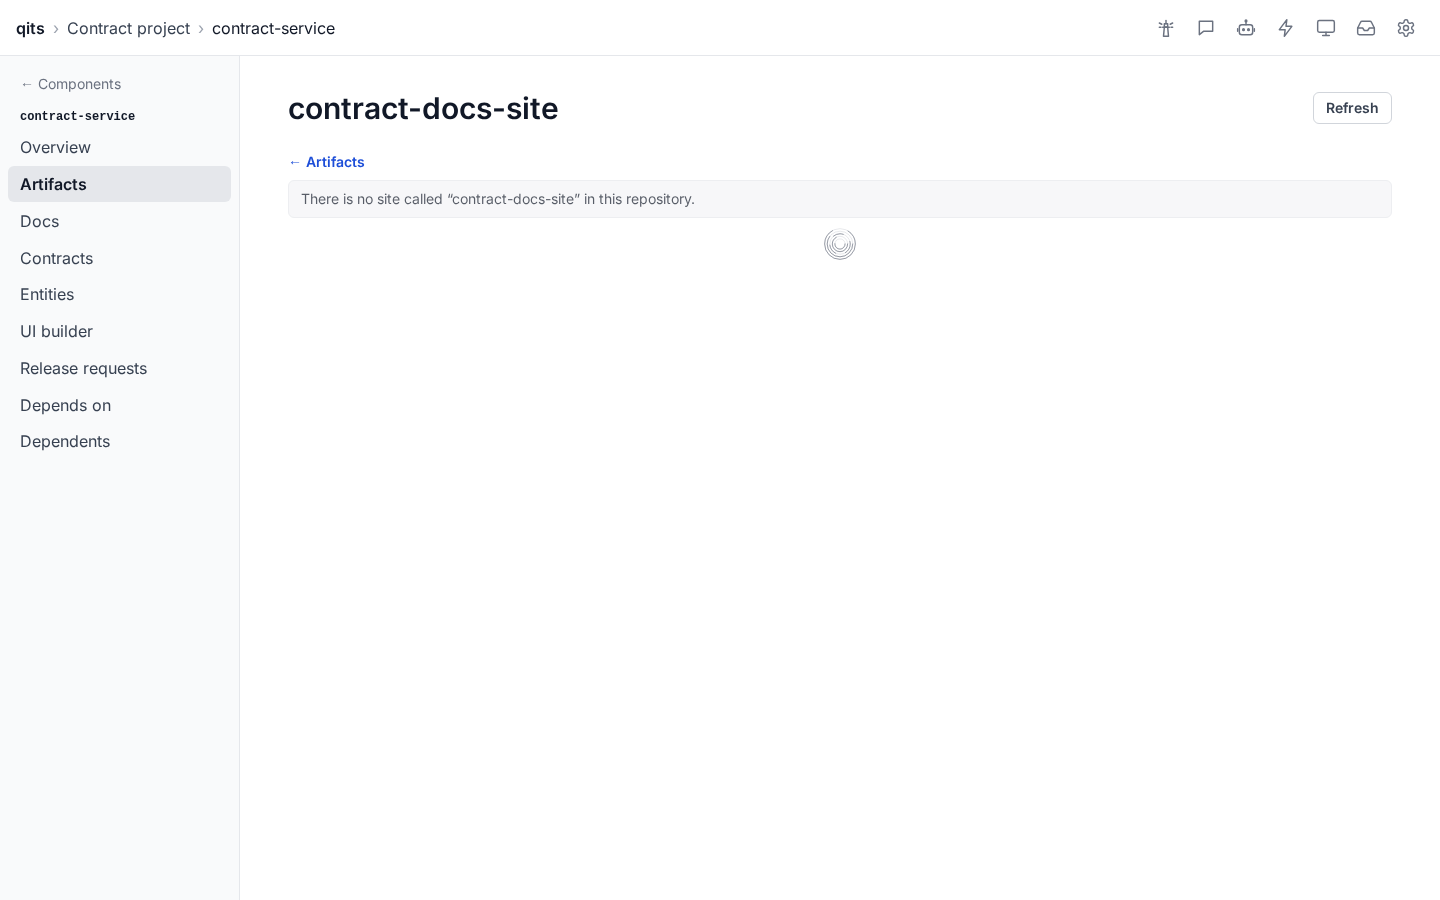 qits › Contract project › contract-service
← Components
contract-service
Overview
Artifacts
Docs
Contracts
Entities
UI builder
Release requests
Depends on
Dependents
contract-docs-site
Refresh
← Artifacts
There is no site called “contract-docs-site” in this repository.